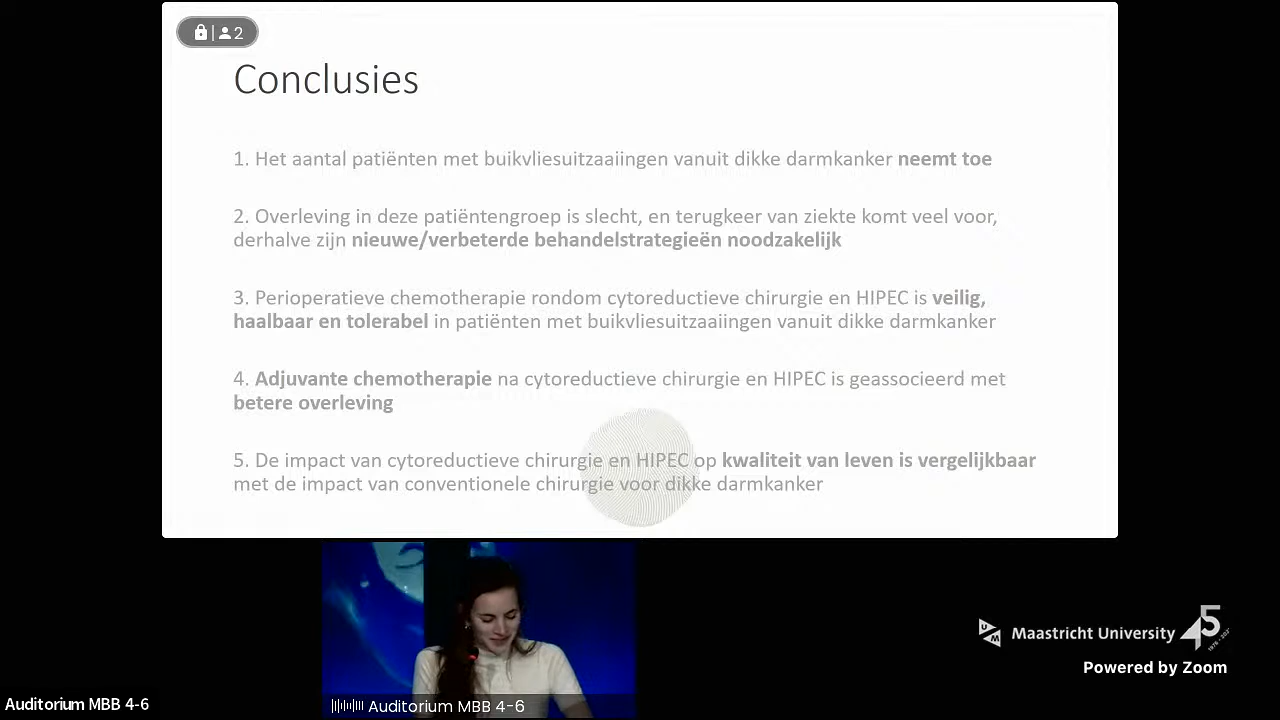 2
Conclusies
1. Het aantal patiënten met buikvliesuitzaaiingen vanuit dikke darmkanker neemt toe
2. Overleving in deze patiëntengroep is slecht, en terugkeer van ziekte komt veel voor,
derhalve zijn nieuwe/verbeterde behandelstrategieën noodzakelijk
3. Perioperatieve chemotherapie rondom cytoreductieve chirurgie en HIPEC is veilig,
haalbaar en tolerabel in patiënten met buikvliesuitzaaiingen vanuit dikke darmkanker
4. Adjuvante chemotherapie na cytoreductieve chirurgie en HIPEC is geassocieerd met
betere overleving
5. De impact van cytoreductieve chirurgie en HIPEC op kwaliteit van leven is vergelijkbaar
met de impact van conventionele chirurgie voor dikke darmkanker
Maastricht University 45
Powered by Zoom
Auditorium MBB 4-6
Auditorium MBB 4-6